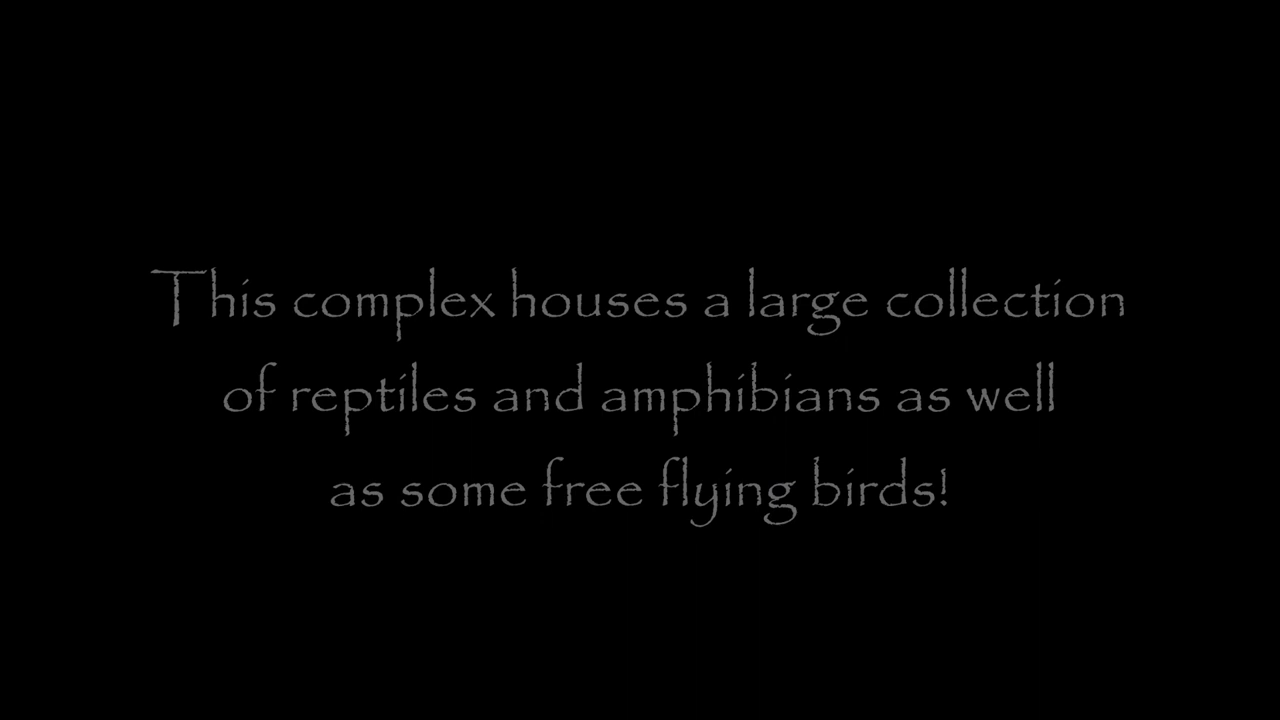 This complex houses a large collection
of reptiles and amphibians as well
as some free flying birds!